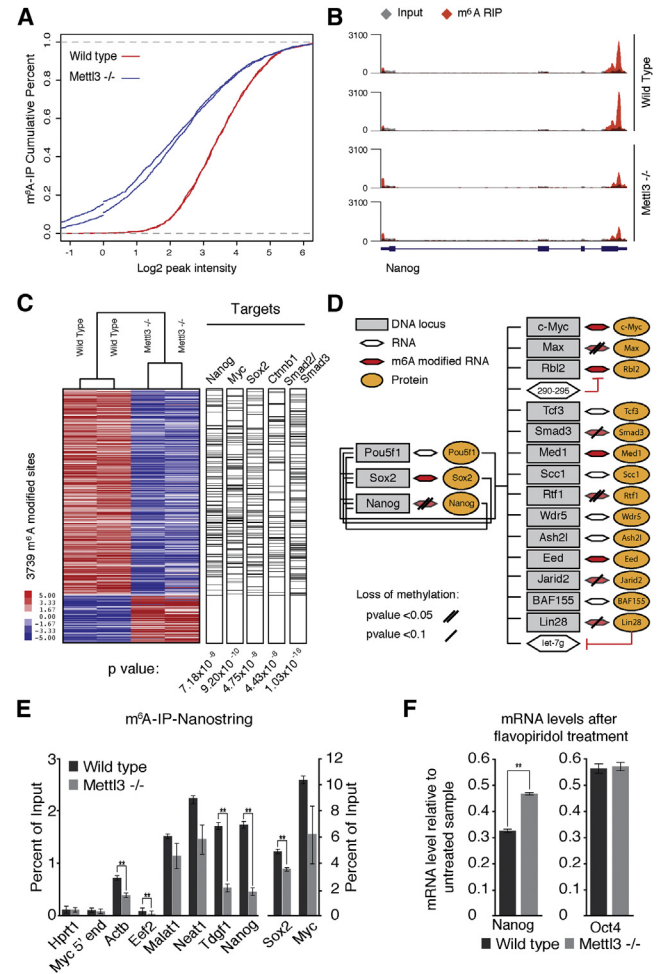 A
m⁶A-IP Cumulative Percent
1.0
0.8
0.6
0.4
0.2
0.0
Wild type
Mettl3 -/-
-1 0 1 2 3 4 5 6
Log2 peak intensity
B
Input m⁶A RIP
3100
0
3100
0
3100
0
3100
0
Wild Type
Mettl3 -/-
Nanog
C
Wild Type
Wild Type
Mettl3 -/-
Mettl3 -/-
Targets
Nanog
Myc
Sox2
Ctnnb1
Smad2/
Smad3
3739 m⁶A modified sites
5.00
3.33
1.67
0.00
-1.67
-3.33
-5.00
p value:
7.18x10⁻⁸
9.20x10⁻¹⁰
4.75x10⁻⁸
4.43x10⁻⁸
1.03x10⁻¹⁶
D
DNA locus
RNA
m6A modified RNA
Protein
Pou5f1 Pou5f1
Sox2 Sox2
Nanog Nanog
Loss of methylation:
pvalue <0.05
pvalue <0.1
c-Myc c-Myc
Max Max
Rbl2 Rbl2
290-295
Tcf3 Tcf3
Smad3 Smad3
Med1 Med1
Scc1 Scc1
Rtf1 Rtf1
Wdr5 Wdr5
Ash2l Ash2l
Eed Eed
Jarid2 Jarid2
BAF155 BAF155
Lin28 Lin28
let-7g
E
m⁶A-IP-Nanostring
Percent of Input
3
2
1
0
Wild type
Mettl3 -/-
**
**
**
**
**
12
10
8
6
4
2
0
Percent of Input
Hprt1
Myc 5' end
Actb
Eef2
Malat1
Neat1
Tdgf1
Nanog
Sox2
Myc
F
mRNA levels after
flavopiridol treatment
mRNA level relative to
untreated sample
0.6
0.5
0.4
0.3
0.2
0.1
0
**
Nanog
0.6
0.5
0.4
0.3
0.2
0.1
0
Oct4
Wild type Mettl3 -/-